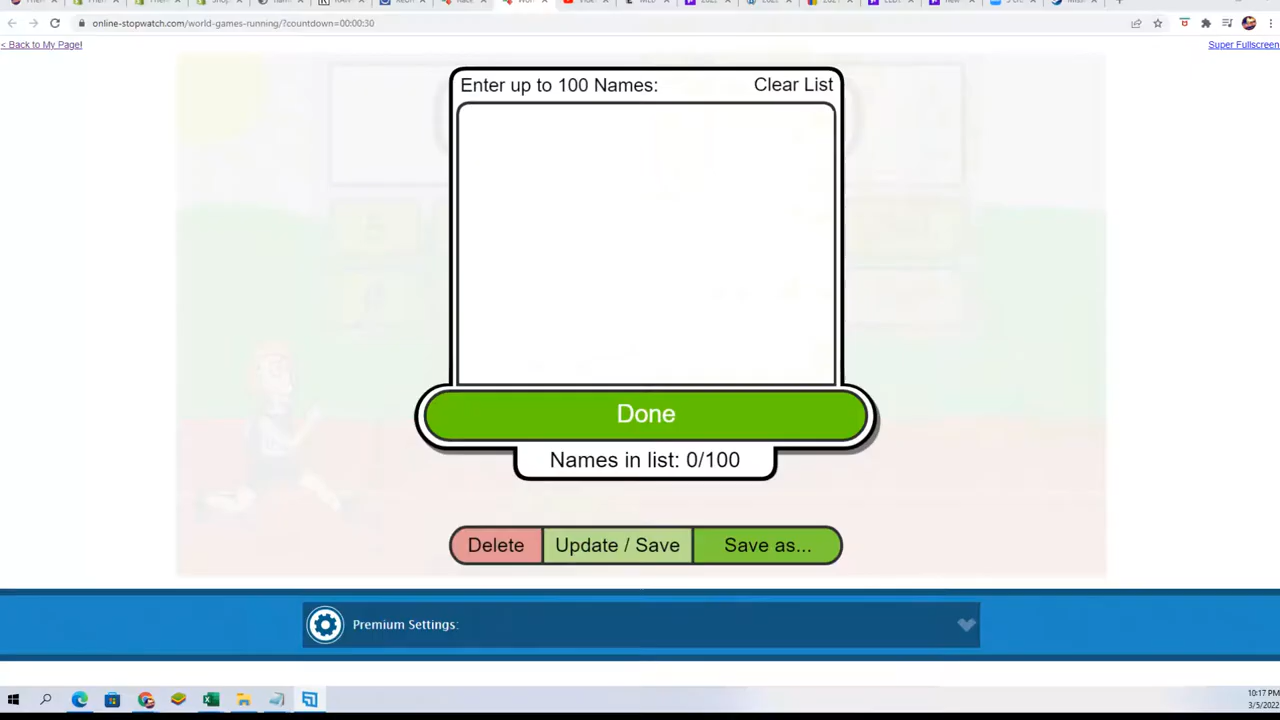 online-stopwatch.com/world-games-running/?countdown=00:00:30
< Back to My Page!
Super Fullscreen
Enter up to 100 Names:
Clear List
Done
Names in list: 0/100
Delete
Update / Save
Save as...
Premium Settings:
10:17 PM
3/5/2022